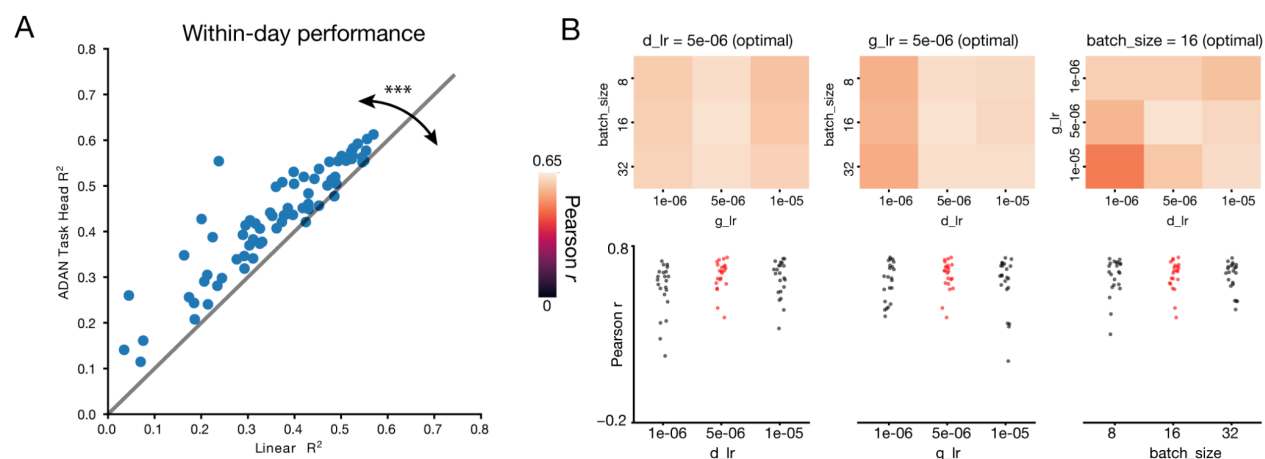 A
Within-day performance
ADAN Task Head R²
0.8
0.7
0.6
0.5
0.4
0.3
0.2
0.1
0.0
***
0.0 0.1 0.2 0.3 0.4 0.5 0.6 0.7 0.8
Linear R²
B
0.65
Pearson r
0
d_lr = 5e-06 (optimal)
batch_size
8
16
32
1e-06 5e-06 1e-05
g_lr
g_lr = 5e-06 (optimal)
batch_size
8
16
32
1e-06 5e-06 1e-05
d_lr
batch_size = 16 (optimal)
g_lr
1e-06
5e-06
1e-05
1e-06 5e-06 1e-05
d_lr
0.8
Pearson r
−0.2
1e-06 5e-06 1e-05
d_lr
1e-06 5e-06 1e-05
g_lr
8 16 32
batch_size